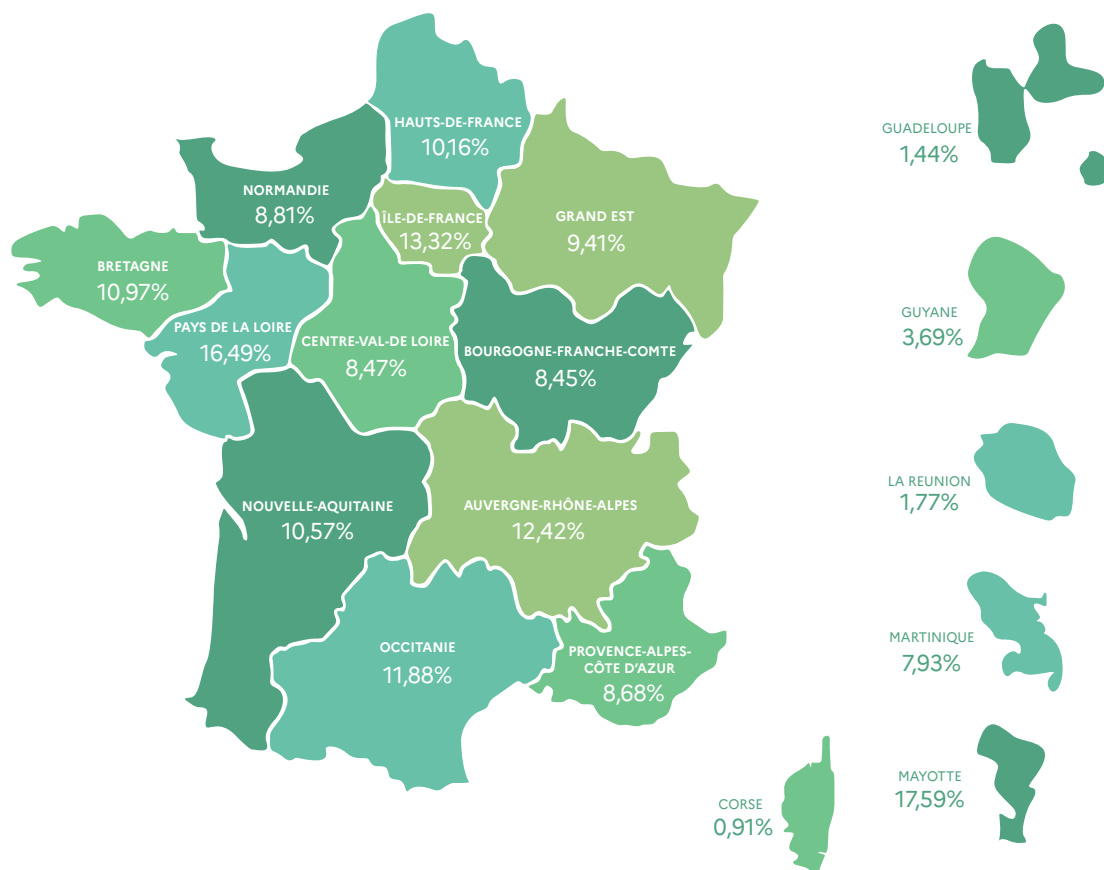 HAUTS-DE-FRANCE
10,16%
NORMANDIE
8,81%
ÎLE-DE-FRANCE
13,32%
GRAND EST
9,41%
BRETAGNE
10,97%
PAYS DE LA LOIRE
16,49%
CENTRE-VAL-DE LOIRE
8,47%
BOURGOGNE-FRANCHE-COMTE
8,45%
NOUVELLE-AQUITAINE
10,57%
AUVERGNE-RHÔNE-ALPES
12,42%
OCCITANIE
11,88%
PROVENCE-ALPES-
CÔTE D'AZUR
8,68%
CORSE
0,91%
GUADELOUPE
1,44%
GUYANE
3,69%
LA REUNION
1,77%
MARTINIQUE
7,93%
MAYOTTE
17,59%